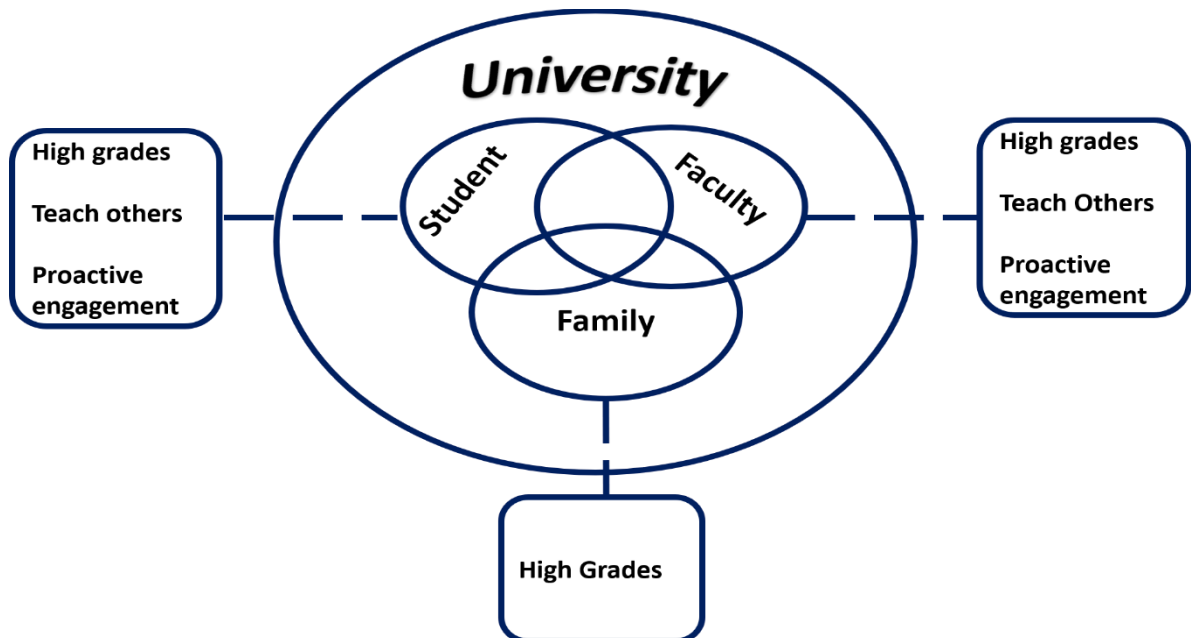 University
Student
Faculty
Family
High grades
Teach others
Proactive
engagement
High grades
Teach Others
Proactive
engagement
High Grades